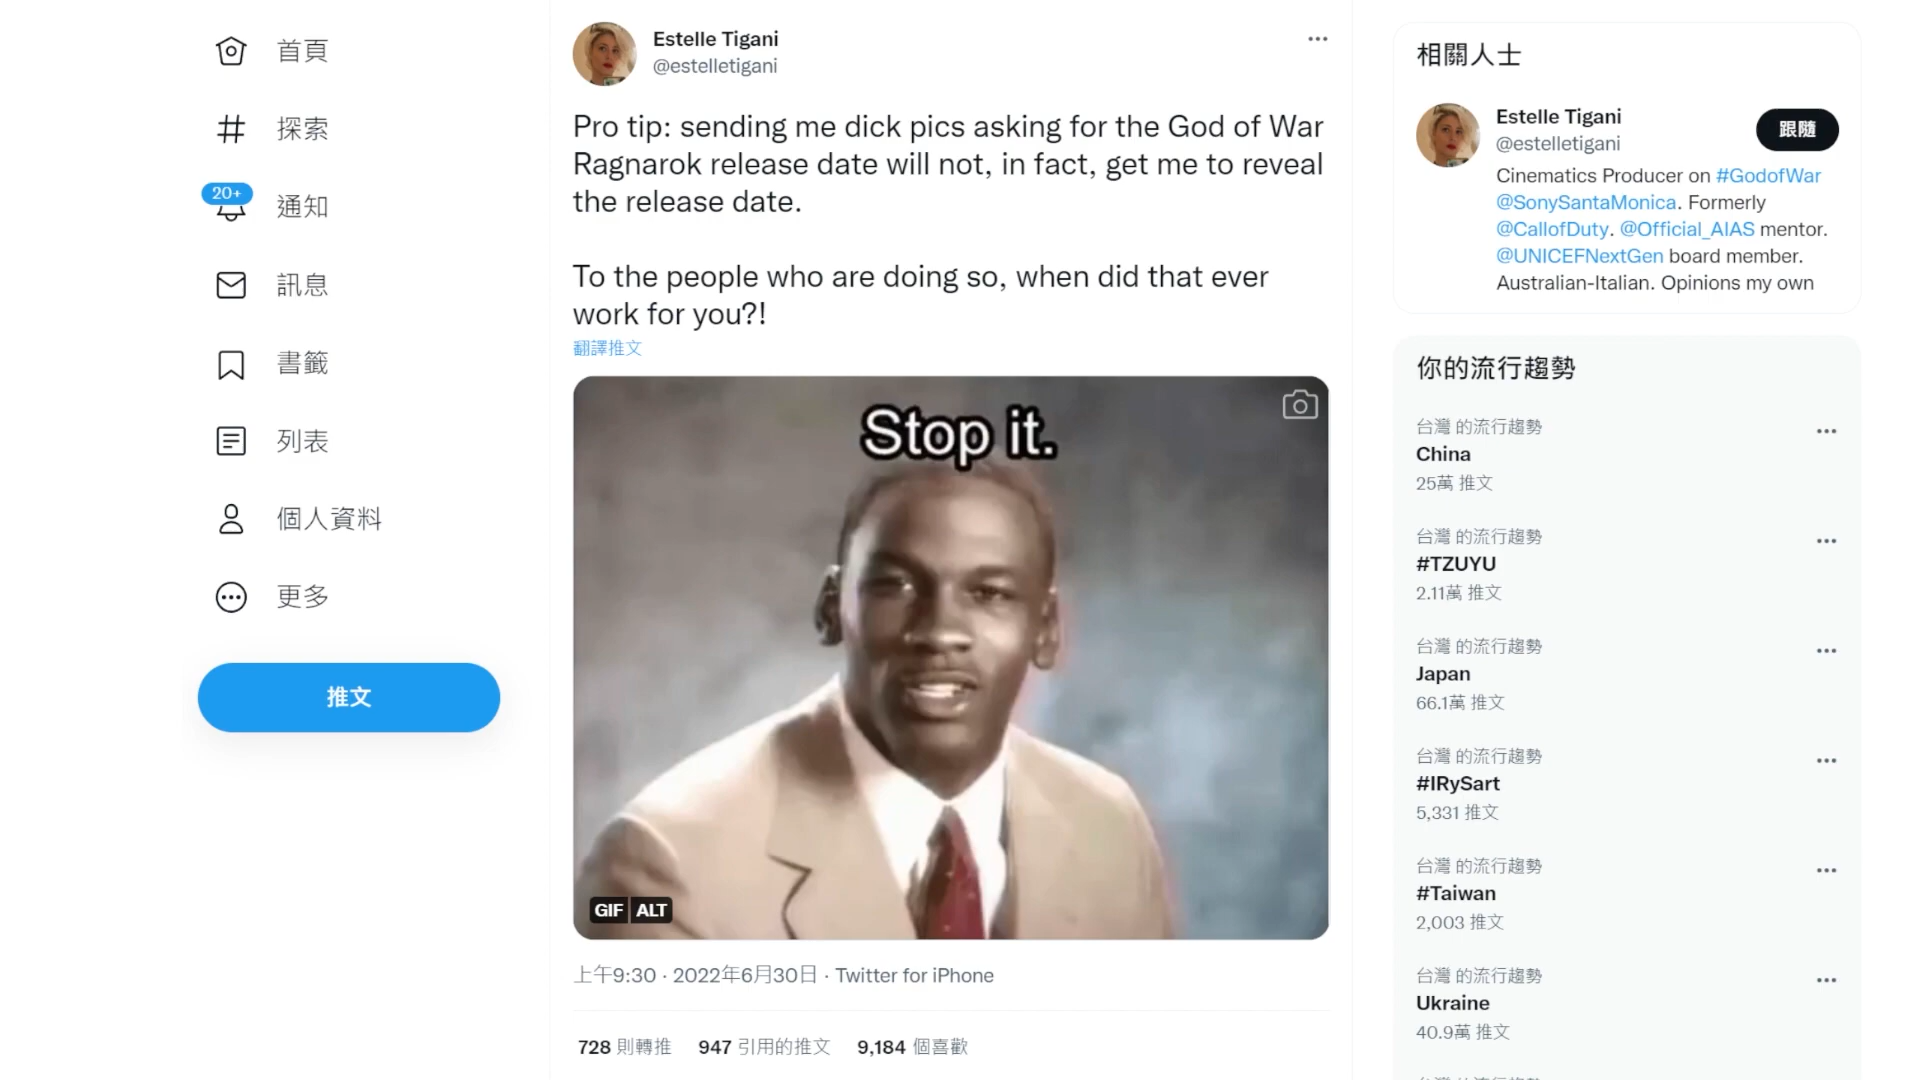 首頁
探索
20+
通知
訊息
書籤
列表
個人資料
更多
推文
Estelle Tigani
@estelletigani
Pro tip: sending me dick pics asking for the God of War
Ragnarok release date will not, in fact, get me to reveal
the release date.
To the people who are doing so, when did that ever
work for you?!
翻譯推文
Stop it.
GIF ALT
上午9:30 · 2022年6月30日 · Twitter for iPhone
728 則轉推 947 引用的推文 9,184 個喜歡
相關人士
Estelle Tigani
@estelletigani
跟隨
Cinematics Producer on #GodofWar
@SonySantaMonica. Formerly
@CallofDuty. @Official_AIAS mentor.
@UNICEFNextGen board member.
Australian-Italian. Opinions my own
你的流行趨勢
台灣 的流行趨勢
China
25萬 推文
台灣 的流行趨勢
#TZUYU
2.11萬 推文
台灣 的流行趨勢
Japan
66.1萬 推文
台灣 的流行趨勢
#IRySart
5,331 推文
台灣 的流行趨勢
#Taiwan
2,003 推文
台灣 的流行趨勢
Ukraine
40.9萬 推文